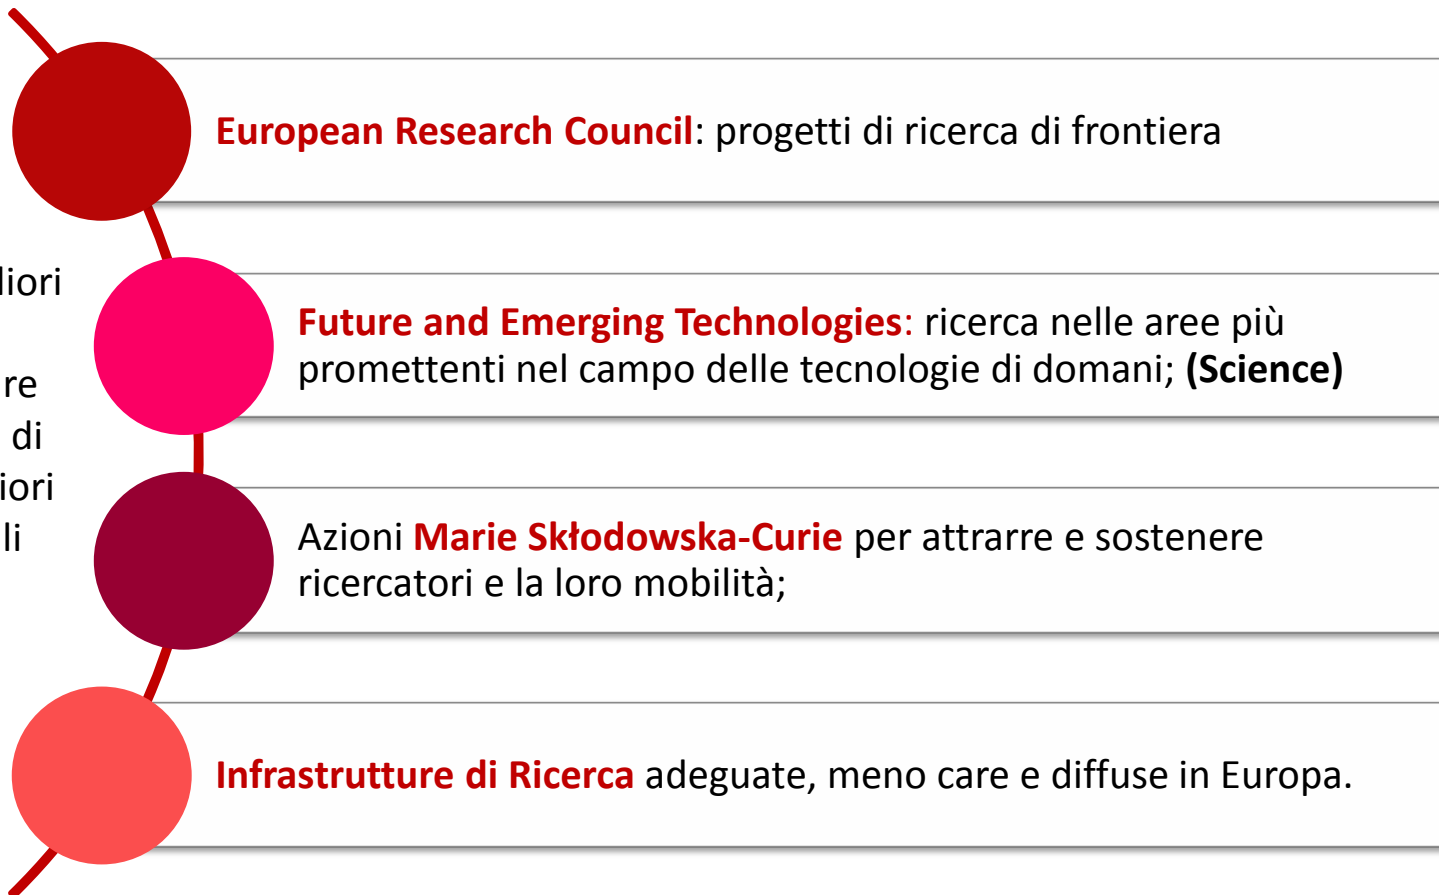 European Research Council: progetti di ricerca di frontiera
liori
re
di
iori
li
Future and Emerging Technologies: ricerca nelle aree più
promettenti nel campo delle tecnologie di domani; (Science)
Azioni Marie Skłodowska-Curie per attrarre e sostenere
ricercatori e la loro mobilità;
Infrastrutture di Ricerca adeguate, meno care e diffuse in Europa.